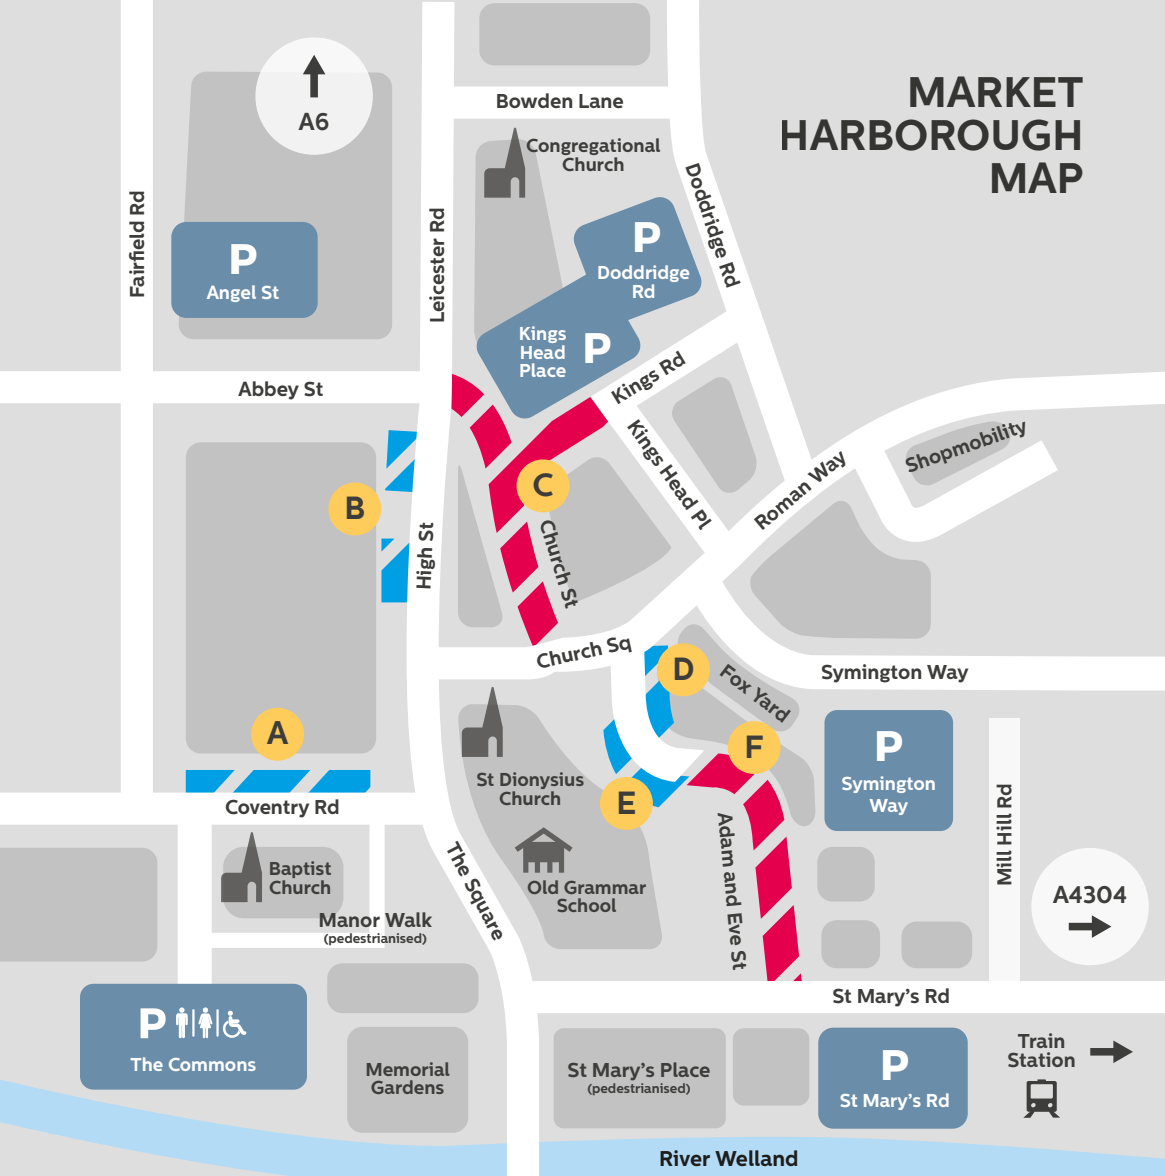 MARKET
HARBOROUGH
MAP
A6
Bowden Lane
Congregational
Church
Doddridge Rd
Fairfield Rd
Leicester Rd
P
Angel St
P
Doddridge
Rd
Kings
Head
Place
P
Kings Rd
Abbey St
Kings Head Pl
Shopmobility
Roman Way
B
C
High St
Church St
Church Sq
D
Fox Yard
Symington Way
A
F
E
P
Symington
Way
St Dionysius
Church
Coventry Rd
Mill Hill Rd
The Square
Adam and Eve St
Baptist
Church
Old Grammar
School
A4304
Manor Walk
(pedestrianised)
St Mary's Rd
P
The Commons
Memorial
Gardens
St Mary's Place
(pedestrianised)
P
St Mary's Rd
Train
Station
River Welland